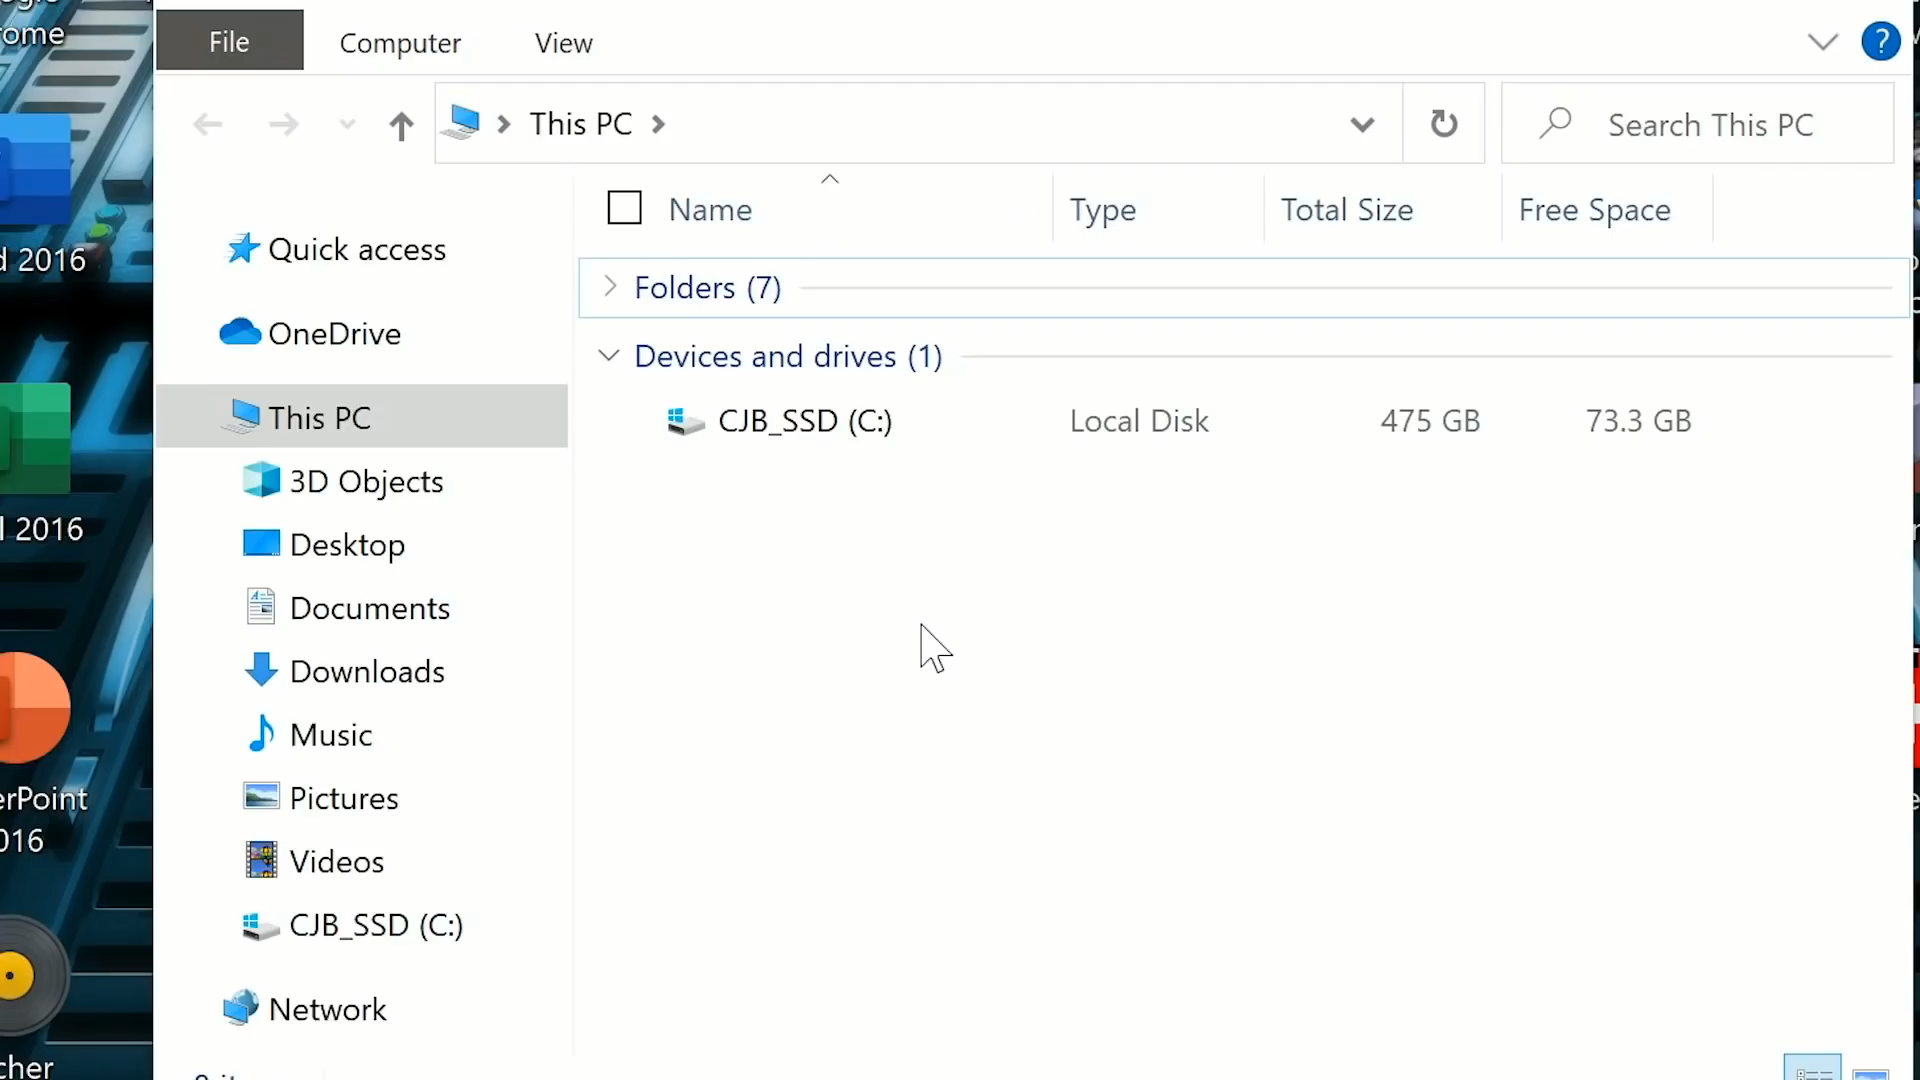 File
Computer
View
?
This PC
Search This PC
Name
Type
Total Size
Free Space
Folders (7)
Devices and drives (1)
CJB_SSD (C:)
Local Disk
475 GB
73.3 GB
Quick access
OneDrive
This PC
3D Objects
Desktop
Documents
Downloads
Music
Pictures
Videos
CJB_SSD (C:)
Network
ome
d 2016
l 2016
erPoint
016
cher